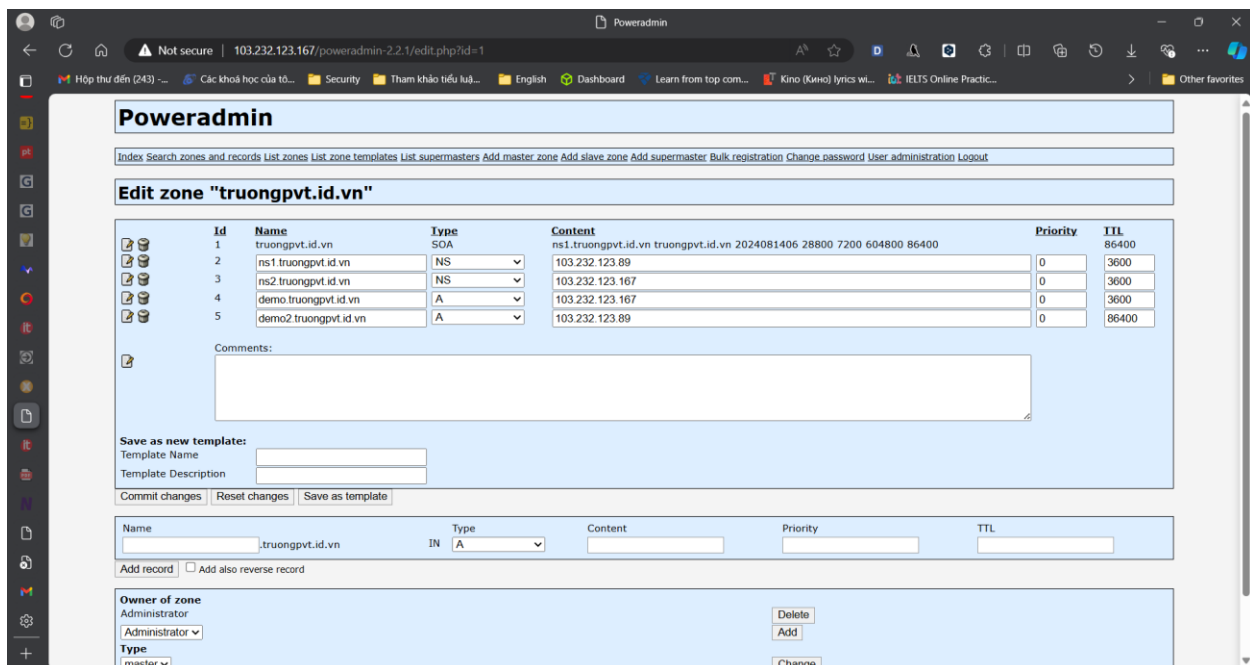 Poweradmin
Not secure | 103.232.123.167/poweradmin-2.2.1/edit.php?id=1
Hộp thư đến (243) -... Các khoá học của tô... Security Tham khảo tiểu luậ... English Dashboard Learn from top com... Kino (Кино) lyrics wi... IELTS Online Practic... Other favorites
Poweradmin
Index Search zones and records List zones List zone templates List supermasters Add master zone Add slave zone Add supermaster Bulk registration Change password User administration Logout
Edit zone "truongpvt.id.vn"
Id Name Type Content Priority TTL
1 truongpvt.id.vn SOA ns1.truongpvt.id.vn truongpvt.id.vn 2024081406 28800 7200 604800 86400 86400
2 ns1.truongpvt.id.vn NS 103.232.123.89 0 3600
3 ns2.truongpvt.id.vn NS 103.232.123.167 0 3600
4 demo.truongpvt.id.vn A 103.232.123.167 0 3600
5 demo2.truongpvt.id.vn A 103.232.123.89 0 86400
Comments:
Save as new template:
Template Name
Template Description
Commit changes Reset changes Save as template
Name Type Content Priority TTL
.truongpvt.id.vn IN A
Add record Add also reverse record
Owner of zone
Administrator Delete
Administrator Add
Type
master Change